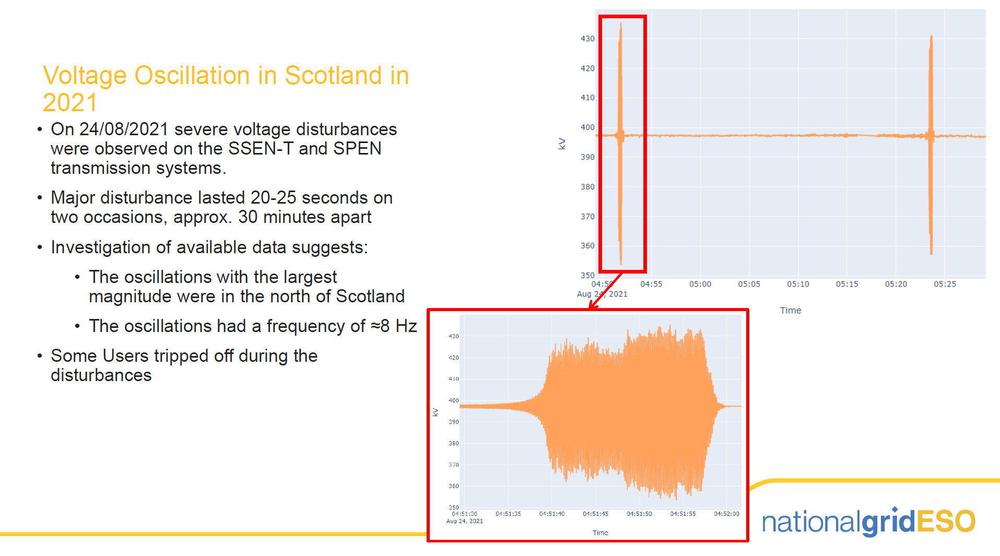 Voltage Oscillation in Scotland in
2021
• On 24/08/2021 severe voltage disturbances
were observed on the SSEN-T and SPEN
transmission systems.
• Major disturbance lasted 20-25 seconds on
two occasions, approx. 30 minutes apart
• Investigation of available data suggests:
• The oscillations with the largest
magnitude were in the north of Scotland
• The oscillations had a frequency of ≈8 Hz
• Some Users tripped off during the
disturbances
430
420
410
400
390
380
370
360
350
kV
04:50 04:55 05:00 05:05 05:10 05:15 05:20 05:25
Aug 24, 2021
Time
430
420
410
400
390
380
370
360
350
kV
04:51:30 04:51:35 04:51:40 04:51:45 04:51:50 04:51:55 04:52:00
Aug 24, 2021
Time
nationalgridESO